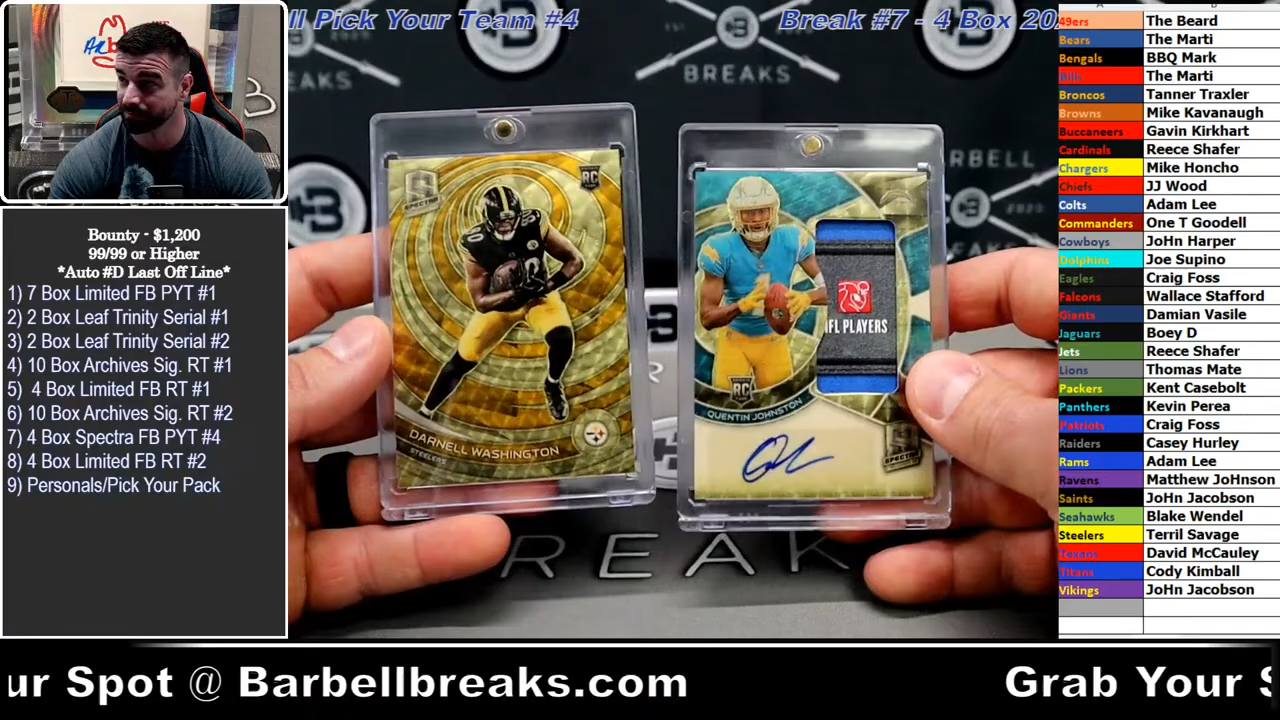 ll Pick Your Team #4
Break #7 - 4 Box 20
BREAKS
ARBELL
BREAK
Bounty - $1,200
99/99 or Higher
*Auto #D Last Off Line*
1) 7 Box Limited FB PYT #1
2) 2 Box Leaf Trinity Serial #1
3) 2 Box Leaf Trinity Serial #2
4) 10 Box Archives Sig. RT #1
5) 4 Box Limited FB RT #1
6) 10 Box Archives Sig. RT #2
7) 4 Box Spectra FB PYT #4
8) 4 Box Limited FB RT #2
9) Personals/Pick Your Pack
SPECTRA
RC
DARNELL WASHINGTON
STEELERS
NFL PLAYERS
RC
QUENTIN JOHNSTON
SPECTRA
49ers The Beard
Bears The Marti
Bengals BBQ Mark
Bills The Marti
Broncos Tanner Traxler
Browns Mike Kavanaugh
Buccaneers Gavin Kirkhart
Cardinals Reece Shafer
Chargers Mike Honcho
Chiefs JJ Wood
Colts Adam Lee
Commanders One T Goodell
Cowboys JoHn Harper
Dolphins Joe Supino
Eagles Craig Foss
Falcons Wallace Stafford
Giants Damian Vasile
Jaguars Boey D
Jets Reece Shafer
Lions Thomas Mate
Packers Kent Casebolt
Panthers Kevin Perea
Patriots Craig Foss
Raiders Casey Hurley
Rams Adam Lee
Ravens Matthew JoHnson
Saints JoHn Jacobson
Seahawks Blake Wendel
Steelers Terril Savage
Texans David McCauley
Titans Cody Kimball
Vikings JoHn Jacobson
ur Spot @ Barbellbreaks.com
Grab Your S